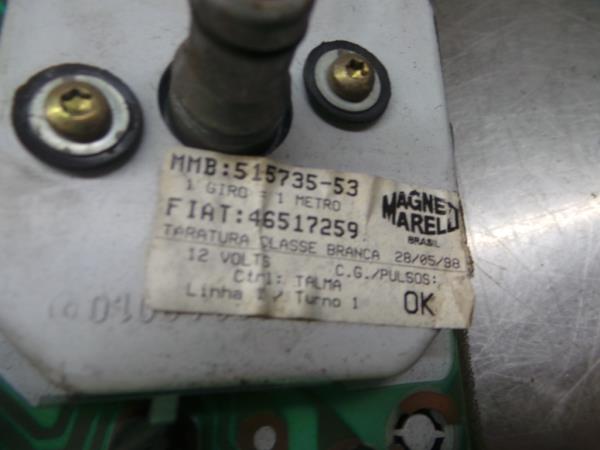 MMB:515735-53
1 GIRO = 1 METRO
FIAT:46517259
MAGNETI
MARELLI
BRASIL
TARATURA CLASSE BRANCA 28/05/98
12 VOLTS C.G./PULSOS:
Ctrl: TALMA
Linha 1 / Turno 1 OK